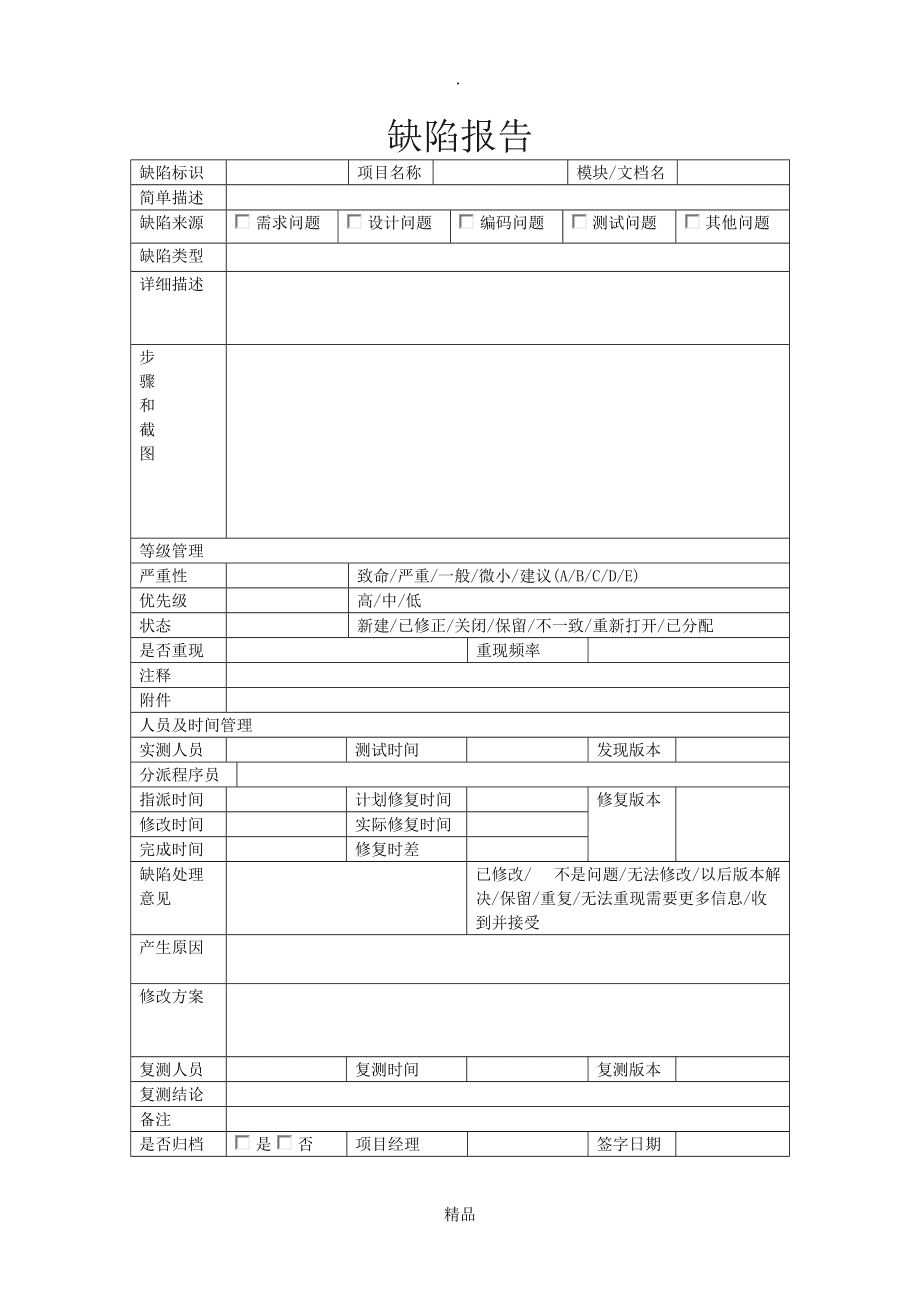 .
缺陷报告
缺陷标识 项目名称 模块/文档名
简单描述
缺陷来源 需求问题 设计问题 编码问题 测试问题 其他问题
缺陷类型
详细描述
步
骤
和
截
图
等级管理
严重性 致命/严重/一般/微小/建议(A/B/C/D/E)
优先级 高/中/低
状态 新建/已修正/关闭/保留/不一致/重新打开/已分配
是否重现 重现频率
注释
附件
人员及时间管理
实测人员 测试时间 发现版本
分派程序员
指派时间 计划修复时间 修复版本
修改时间 实际修复时间
完成时间 修复时差
缺陷处理
意见
已修改/ 不是问题/无法修改/以后版本解
决/保留/重复/无法重现需要更多信息/收
到并接受
产生原因
修改方案
复测人员 复测时间 复测版本
复测结论
备注
是否归档 是 否 项目经理 签字日期
精品